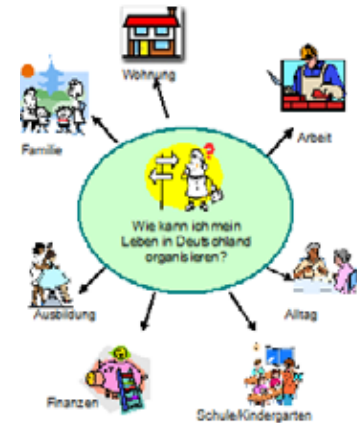 Wohnung
Familie
Arbeit
Wie kann ich mein
Leben in Deutschland
organisieren?
Ausbildung
Alltag
Finanzen
Schule/Kindergarten